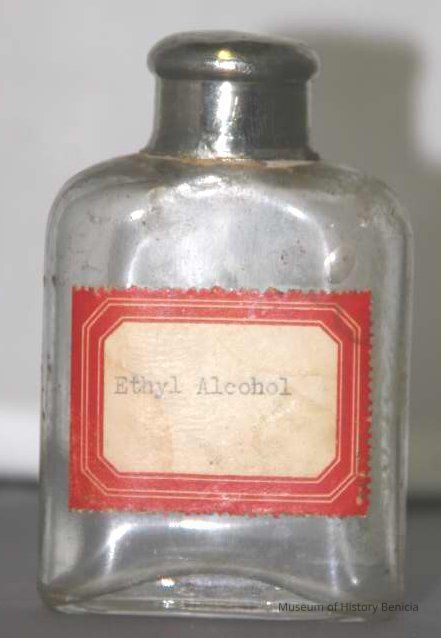 Ethyl Alcohol
Museum of History Benicia